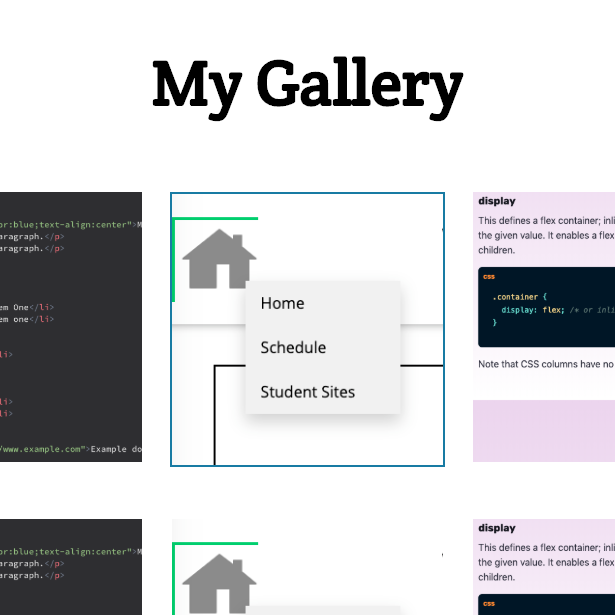 My Gallery
or:blue;text-align:center">M
aragraph.</p>
aragraph.</p>
em One</li>
em one</li>
li>
li>
li>
/www.example.com">Example do
Home
Schedule
Student Sites
display
This defines a flex container; inli
the given value. It enables a flex
children.
css
.container {
display: flex; /* or inli
}
Note that CSS columns have no
or:blue;text-align:center">M
aragraph.</p>
aragraph.</p>
display
This defines a flex container; inli
the given value. It enables a flex
children.
css